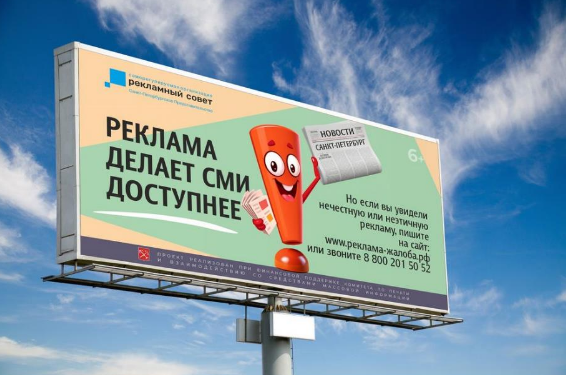 рекламный совет
РЕКЛАМА
ДЕЛАЕТ СМИ
ДОСТУПНЕЕ
НОВОСТИ
САНКТ-ПЕТЕРБУРГ
6+
Но если вы увидели
нечестную или неэтичную
рекламу, пишите
на сайт:
www.реклама-жалоба.рф
или звоните 8 800 201 50 52
ПРОЕКТ РЕАЛИЗОВАН ПРИ ФИНАНСОВОЙ ПОДДЕРЖКЕ КОМИТЕТА ПО ПЕЧАТИ
И ВЗАИМОДЕЙСТВИЮ СО СРЕДСТВАМИ МАССОВОЙ ИНФОРМАЦИИ